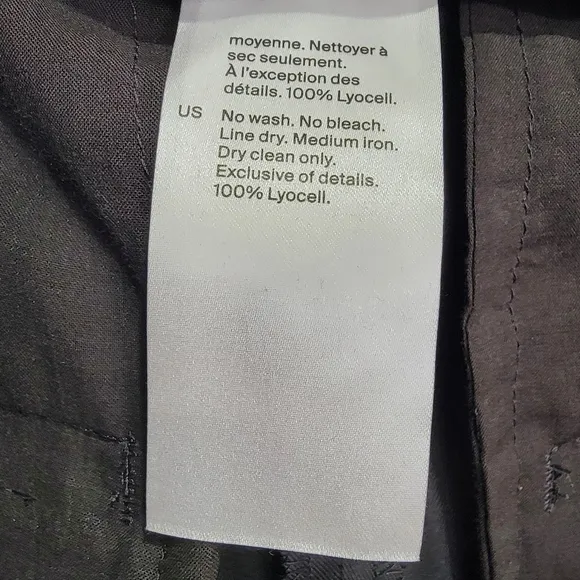 moyenne. Nettoyer à
sec seulement.
À l'exception des
détails. 100% Lyocell.
US No wash. No bleach.
Line dry. Medium iron.
Dry clean only.
Exclusive of details.
100% Lyocell.